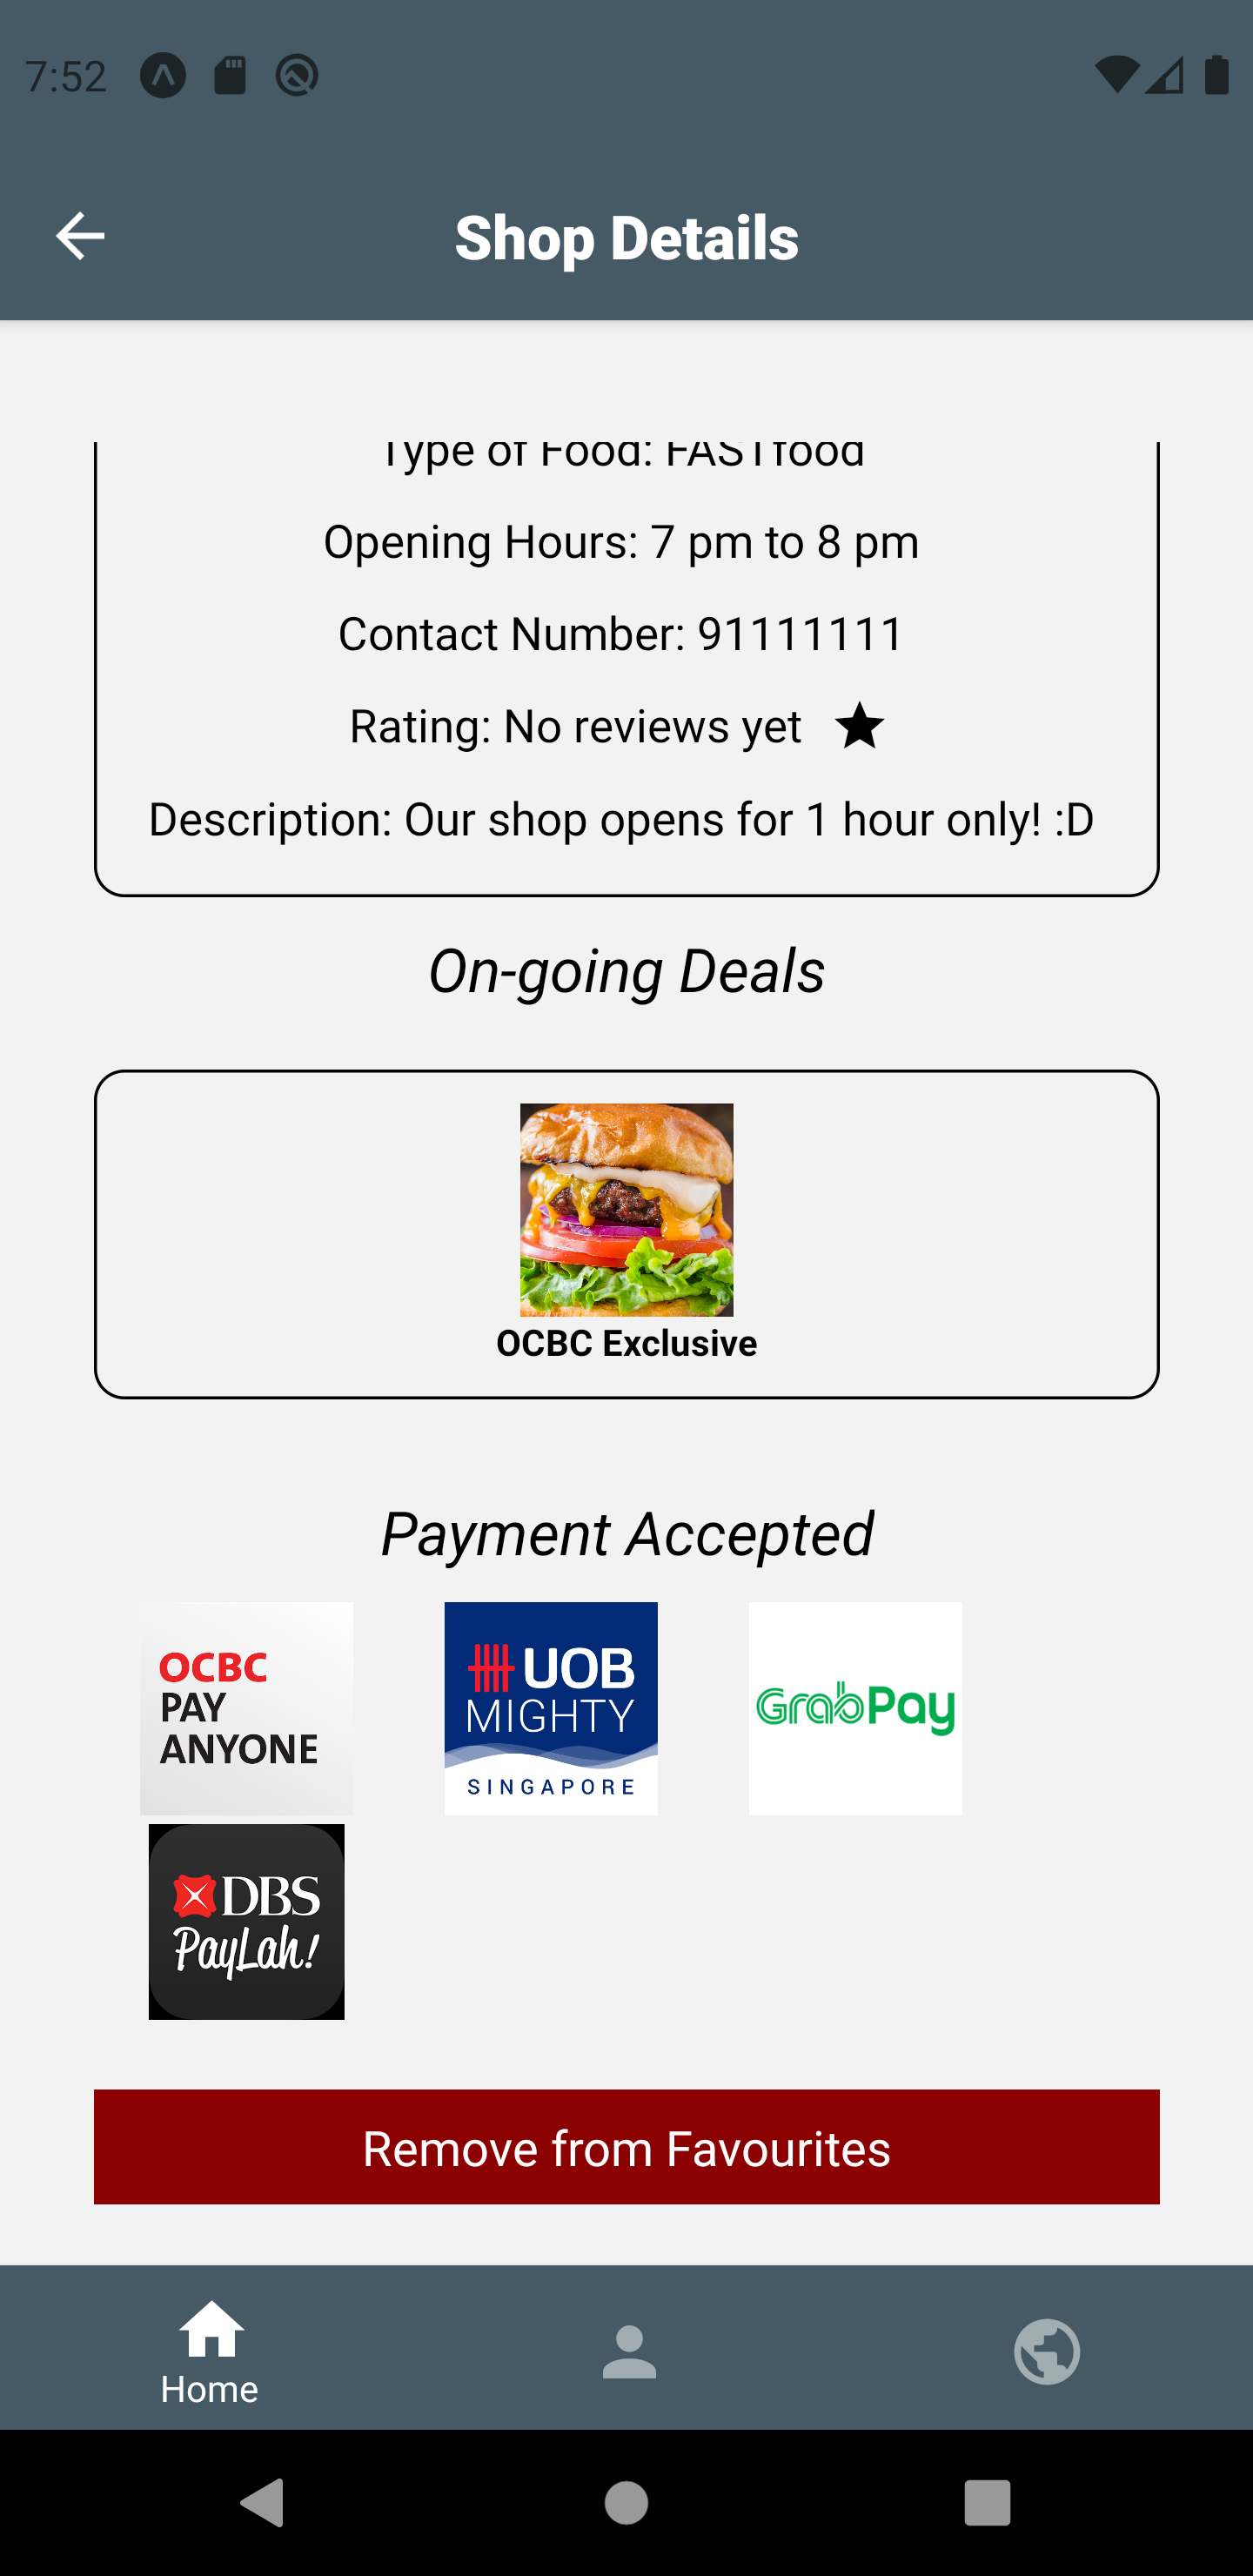 7:52
Shop Details
Type of Food: FASTfood
Opening Hours: 7 pm to 8 pm
Contact Number: 91111111
Rating: No reviews yet
Description: Our shop opens for 1 hour only! :D
On-going Deals
OCBC Exclusive
Payment Accepted
OCBC
PAY
ANYONE
UOB
MIGHTY
SINGAPORE
GrabPay
DBS
PayLah!
Remove from Favourites
Home